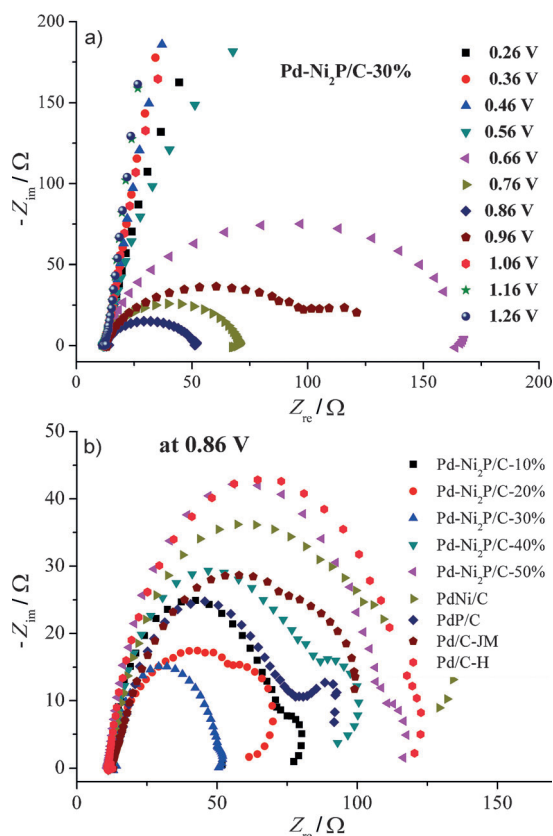 a)
Pd-Ni2P/C-30%
0.26 V
0.36 V
0.46 V
0.56 V
0.66 V
0.76 V
0.86 V
0.96 V
1.06 V
1.16 V
1.26 V
200
150
100
50
0
-Zim / Ω
0 50 100 150 200
Zre / Ω
b)
at 0.86 V
Pd-Ni2P/C-10%
Pd-Ni2P/C-20%
Pd-Ni2P/C-30%
Pd-Ni2P/C-40%
Pd-Ni2P/C-50%
PdNi/C
PdP/C
Pd/C-JM
Pd/C-H
50
40
30
20
10
0
-Zim / Ω
0 50 100 150
Zre / Ω